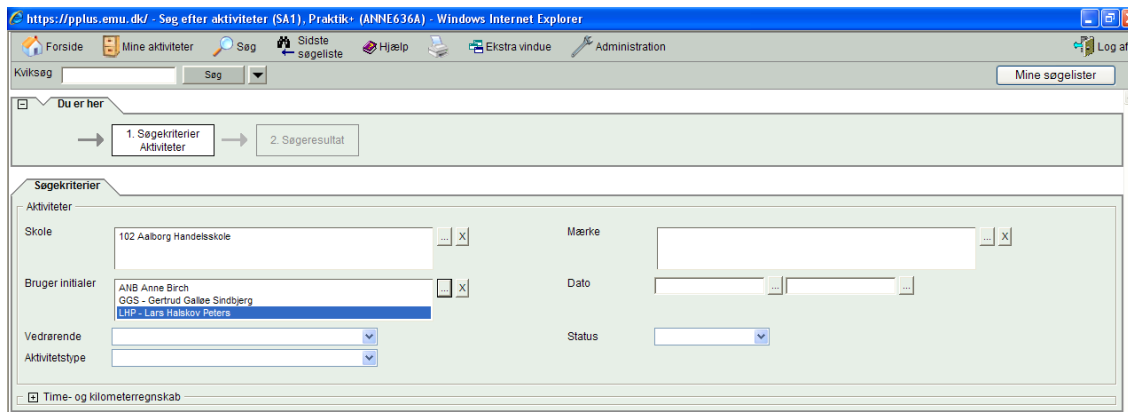 https://pplus.emu.dk/ - Søg efter aktiviteter (SA1), Praktik+ (ANNE636A) - Windows Internet Explorer
Forside Mine aktiviteter Søg Sidste søgeliste Hjælp Ekstra vindue Administration Log af
Kviksøg Søg Mine søgelister
Du er her
1. Søgekriterier
Aktiviteter
2. Søgeresultat
Søgekriterier
Aktiviteter
Skole 102 Aalborg Handelsskole ... X Mærke ... X
Bruger initialer ANB Anne Birch ... X Dato ... ...
GGS - Gertrud Galløe Sindbjerg
LHP - Lars Halskov Peters
Vedrørende Status
Aktivitetstype
Time- og kilometerregnskab